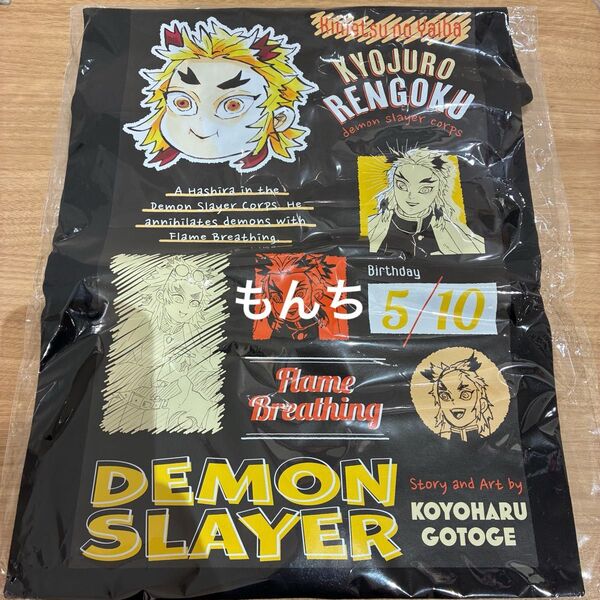 Kimetsu no Yaiba
KYOJURO
RENGOKU
demon slayer corps
A Hashira in the
Demon Slayer Corps. He
annihilates demons with
Flame Breathing.
もんち
Birthday
5/10
Flame
Breathing
DEMON
SLAYER
Story and Art by
KOYOHARU
GOTOGE